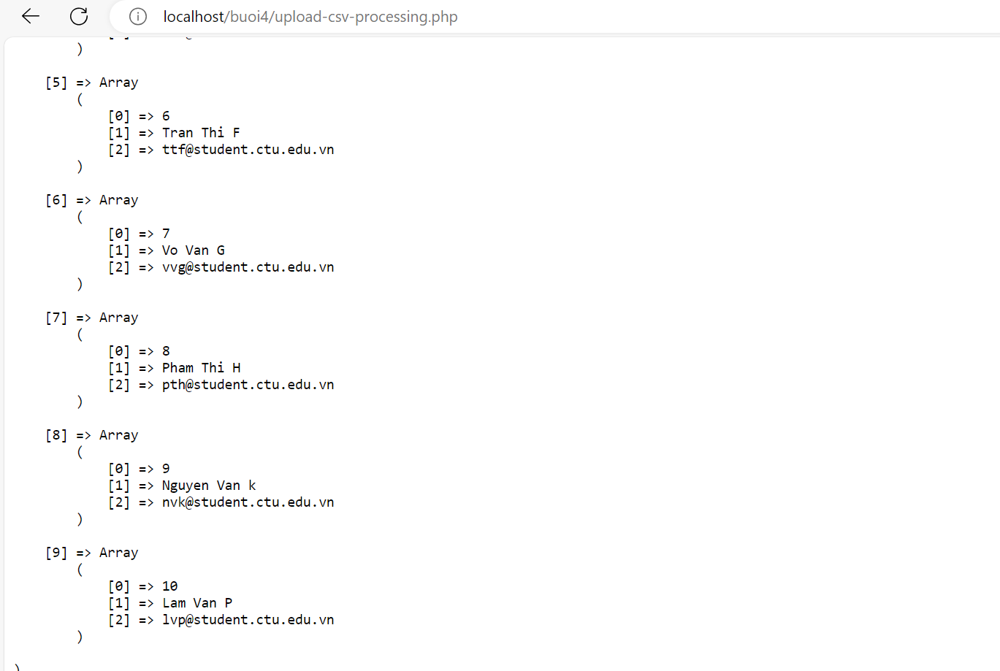 localhost/buoi4/upload-csv-processing.php
)
[5] => Array
(
[0] => 6
[1] => Tran Thi F
[2] => ttf@student.ctu.edu.vn
)
[6] => Array
(
[0] => 7
[1] => Vo Van G
[2] => vvg@student.ctu.edu.vn
)
[7] => Array
(
[0] => 8
[1] => Pham Thi H
[2] => pth@student.ctu.edu.vn
)
[8] => Array
(
[0] => 9
[1] => Nguyen Van k
[2] => nvk@student.ctu.edu.vn
)
[9] => Array
(
[0] => 10
[1] => Lam Van P
[2] => lvp@student.ctu.edu.vn
)
)